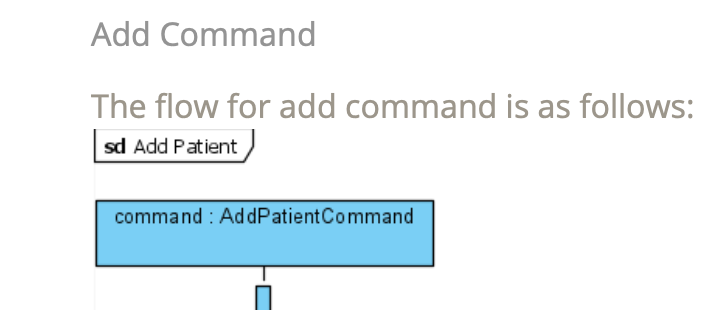 Add Command
The flow for add command is as follows:
sd Add Patient
command : AddPatientCommand